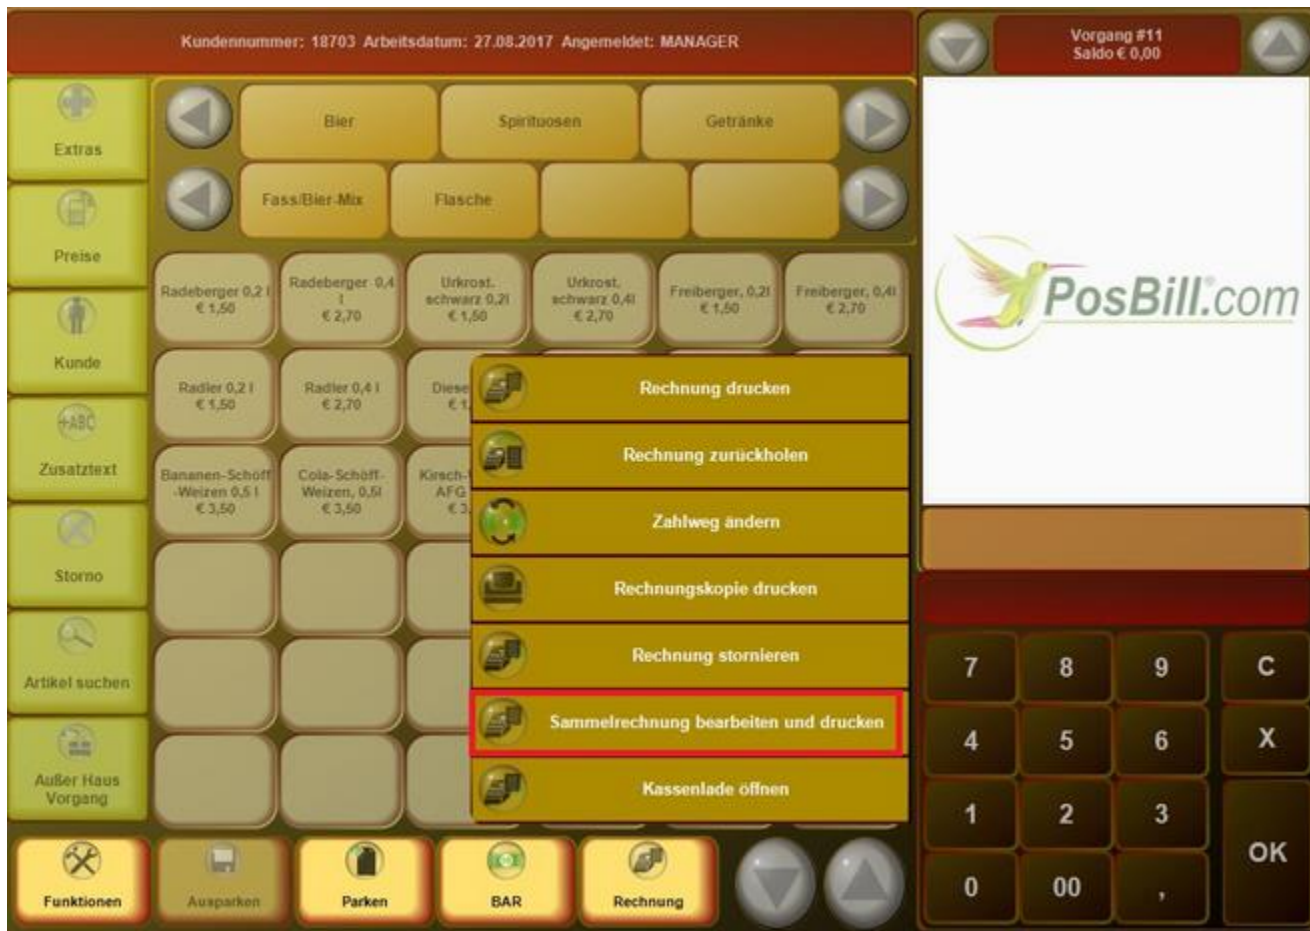 Kundennummer: 18703 Arbeitsdatum: 27.08.2017 Angemeldet: MANAGER
Vorgang #11
Saldo € 0,00
Extras
Preise
Kunde
+ABC
Zusatztext
Storno
Artikel suchen
Außer Haus
Vorgang
Bier
Spirituosen
Getränke
Fass/Bier-Mix
Flasche
Radeberger 0,2 l
€ 1,50
Radeberger 0,4
l
€ 2,70
Urkrost.
schwarz 0,2l
€ 1,50
Urkrost.
schwarz 0,4l
€ 2,70
Freiberger, 0,2l
€ 1,50
Freiberger, 0,4l
€ 2,70
Radler 0,2 l
€ 1,50
Radler 0,4 l
€ 2,70
Diese
€ 1,
Bananen-Schöff
-Weizen 0,5 l
€ 3,50
Cola-Schöff-
Weizen, 0,5l
€ 3,50
Kirsch-
AFG
€ 3,
Rechnung drucken
Rechnung zurückholen
Zahlweg ändern
Rechnungskopie drucken
Rechnung stornieren
Sammelrechnung bearbeiten und drucken
Kassenlade öffnen
PosBill.com
7 8 9 C
4 5 6 X
1 2 3
OK
0 00 ,
Funktionen
Ausparken
Parken
BAR
Rechnung